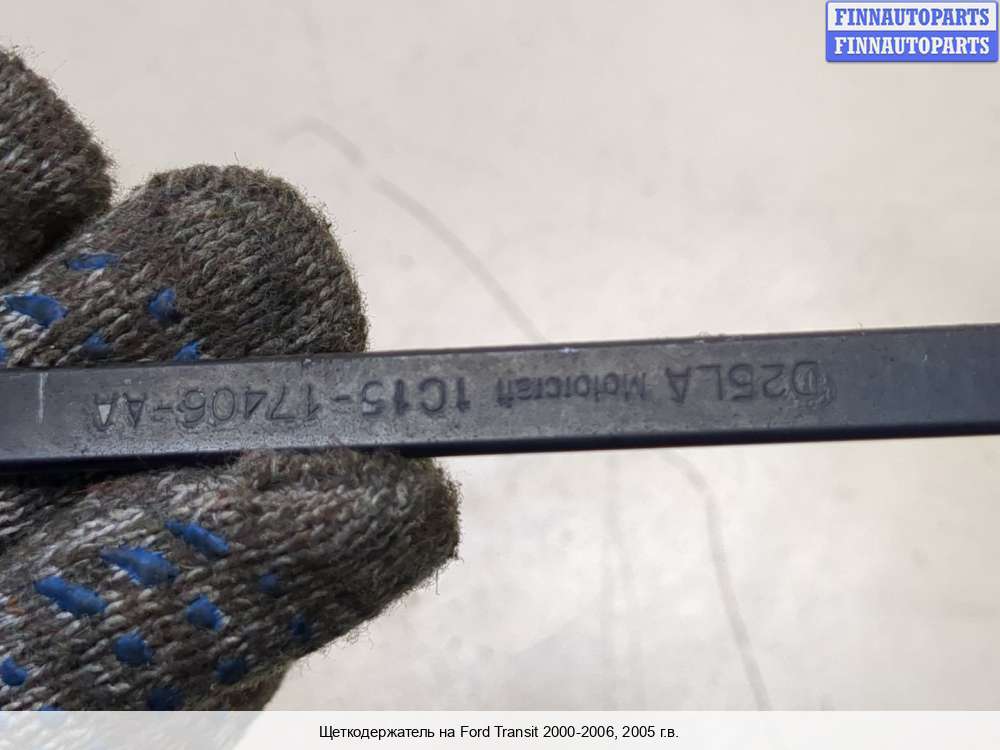 FINNAUTOPARTS
FINNAUTOPARTS
D25LA Motorcraft 1C15-17406-AA
Щеткодержатель на Ford Transit 2000-2006, 2005 г.в.